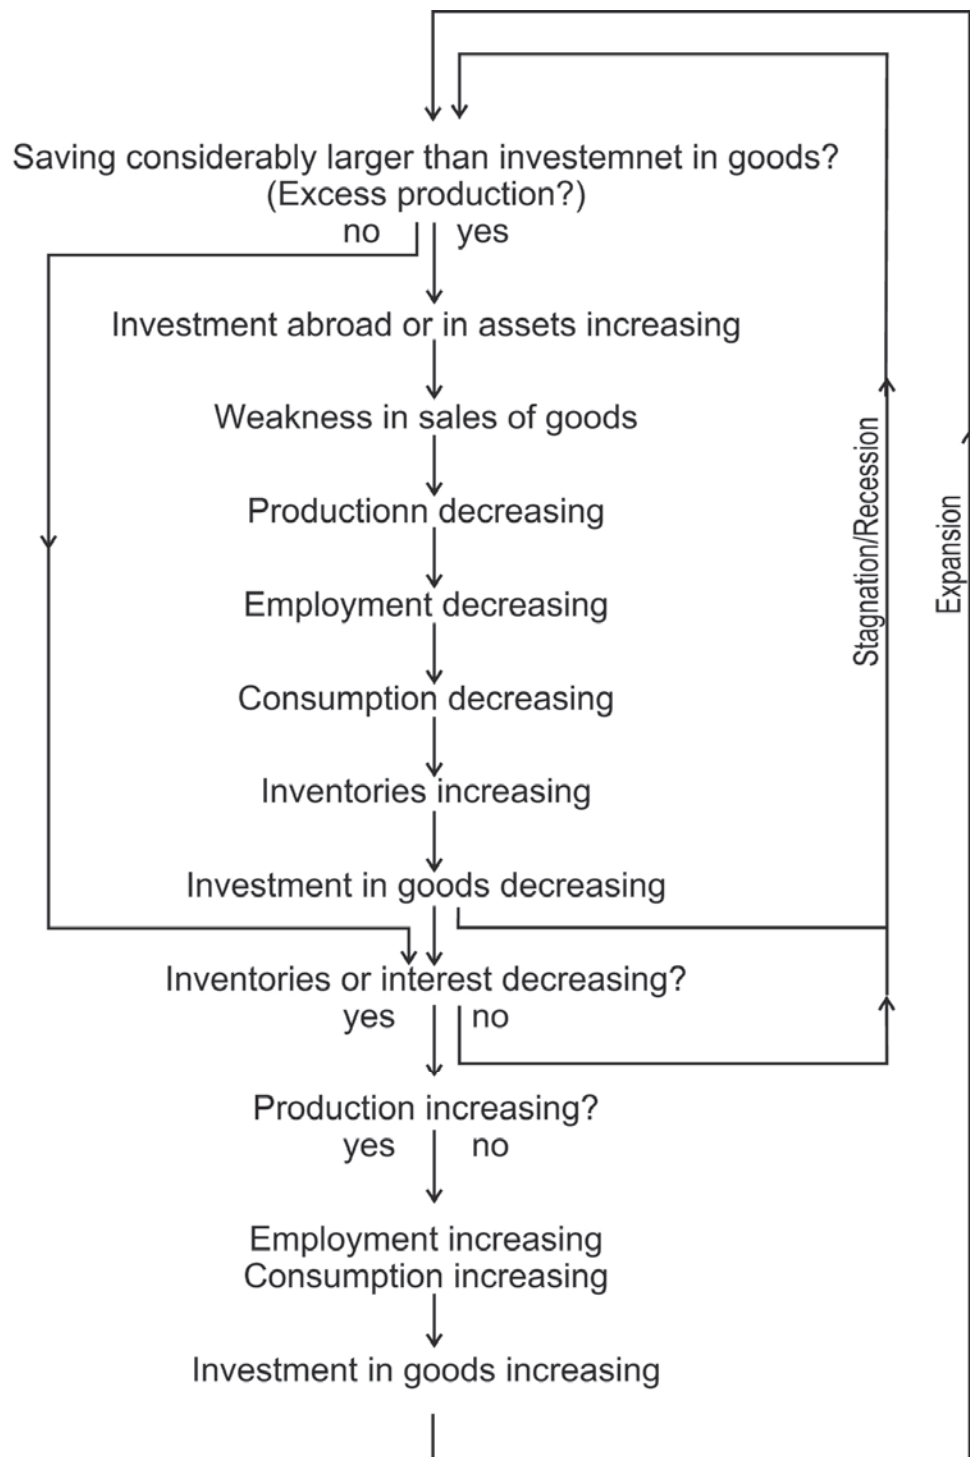 Saving considerably larger than investemnet in goods?
(Excess production?)
no yes
Investment abroad or in assets increasing
Weakness in sales of goods
Productionn decreasing
Employment decreasing
Consumption decreasing
Inventories increasing
Investment in goods decreasing
Inventories or interest decreasing?
yes no
Production increasing?
yes no
Employment increasing
Consumption increasing
Investment in goods increasing
Stagnation/Recession
Expansion